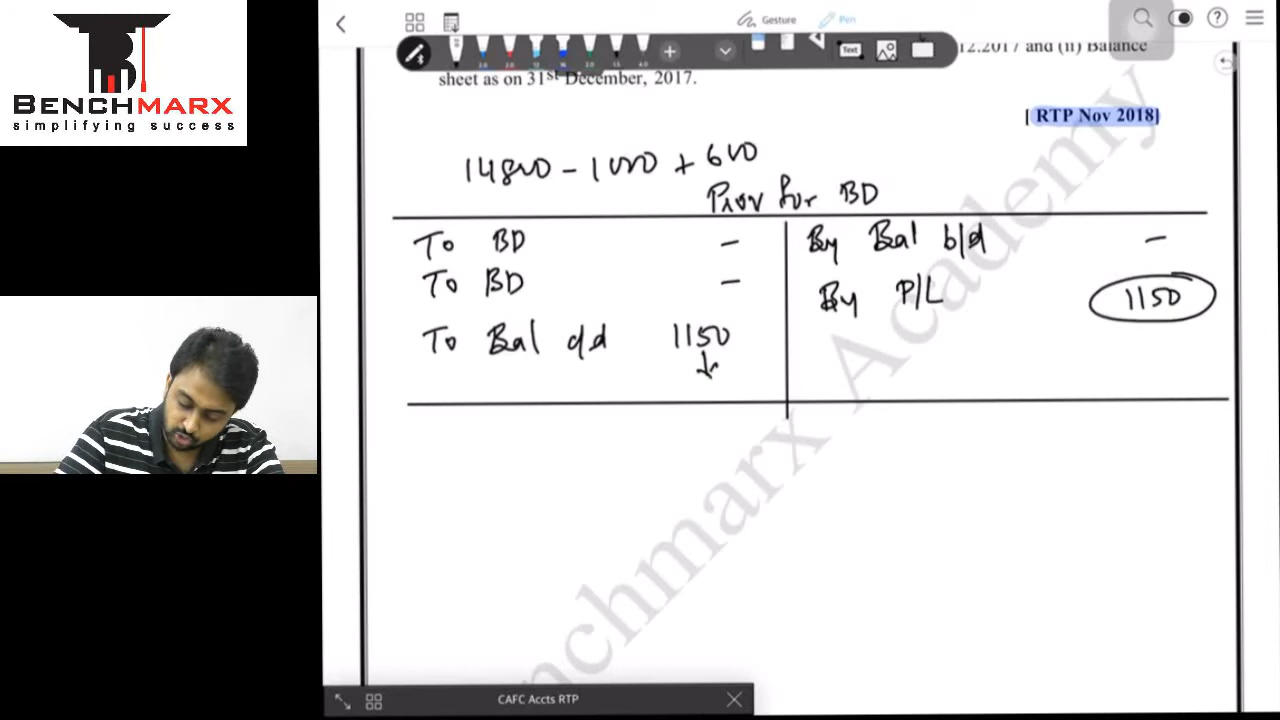 BENCHMARX
simplifying success
Gesture
Pen
Text
12.2017 and (ii) Balance
sheet as on 31st December, 2017.
[ RTP Nov 2018]
14800 - 1000 + 600
Prov for BD
To BD -
By Bal b/d -
To BD -
By P/L 1150
To Bal c/d 1150
Benchmarx Academy
CAFC Accts RTP